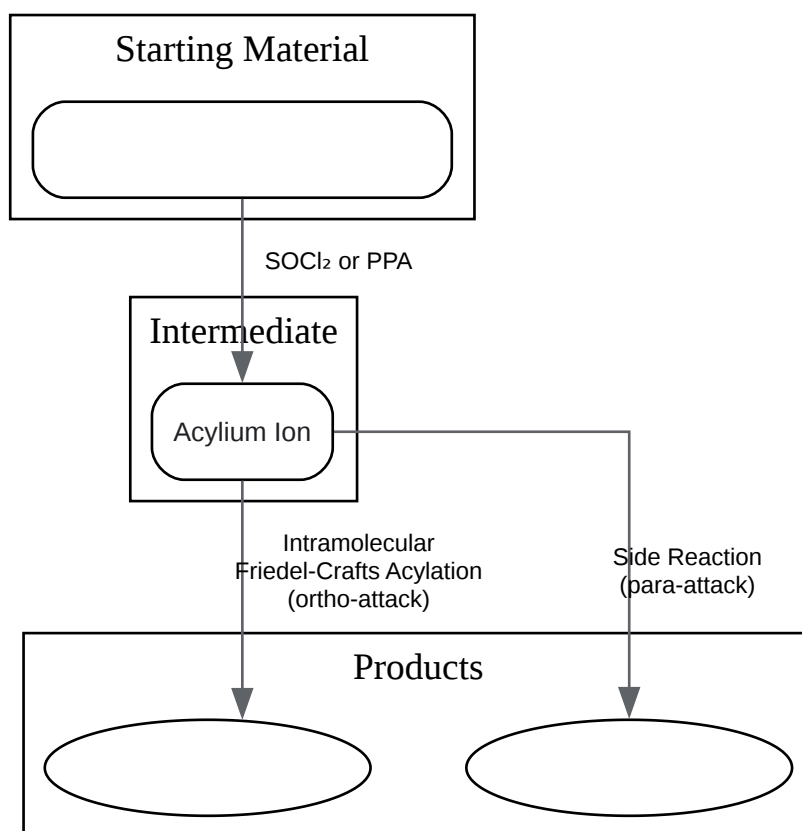 Starting Material
SOCl₂ or PPA
Intermediate
Acylium Ion
Intramolecular
Friedel-Crafts Acylation
(ortho-attack)
Side Reaction
(para-attack)
Products